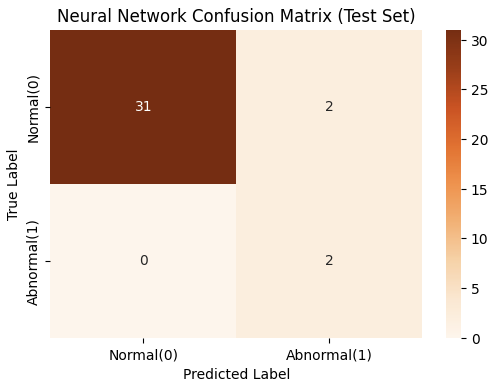 Neural Network Confusion Matrix (Test Set)
True Label
Normal(0)
Abnormal(1)
31
2
0
2
Normal(0)
Abnormal(1)
Predicted Label
30
25
20
15
10
5
0